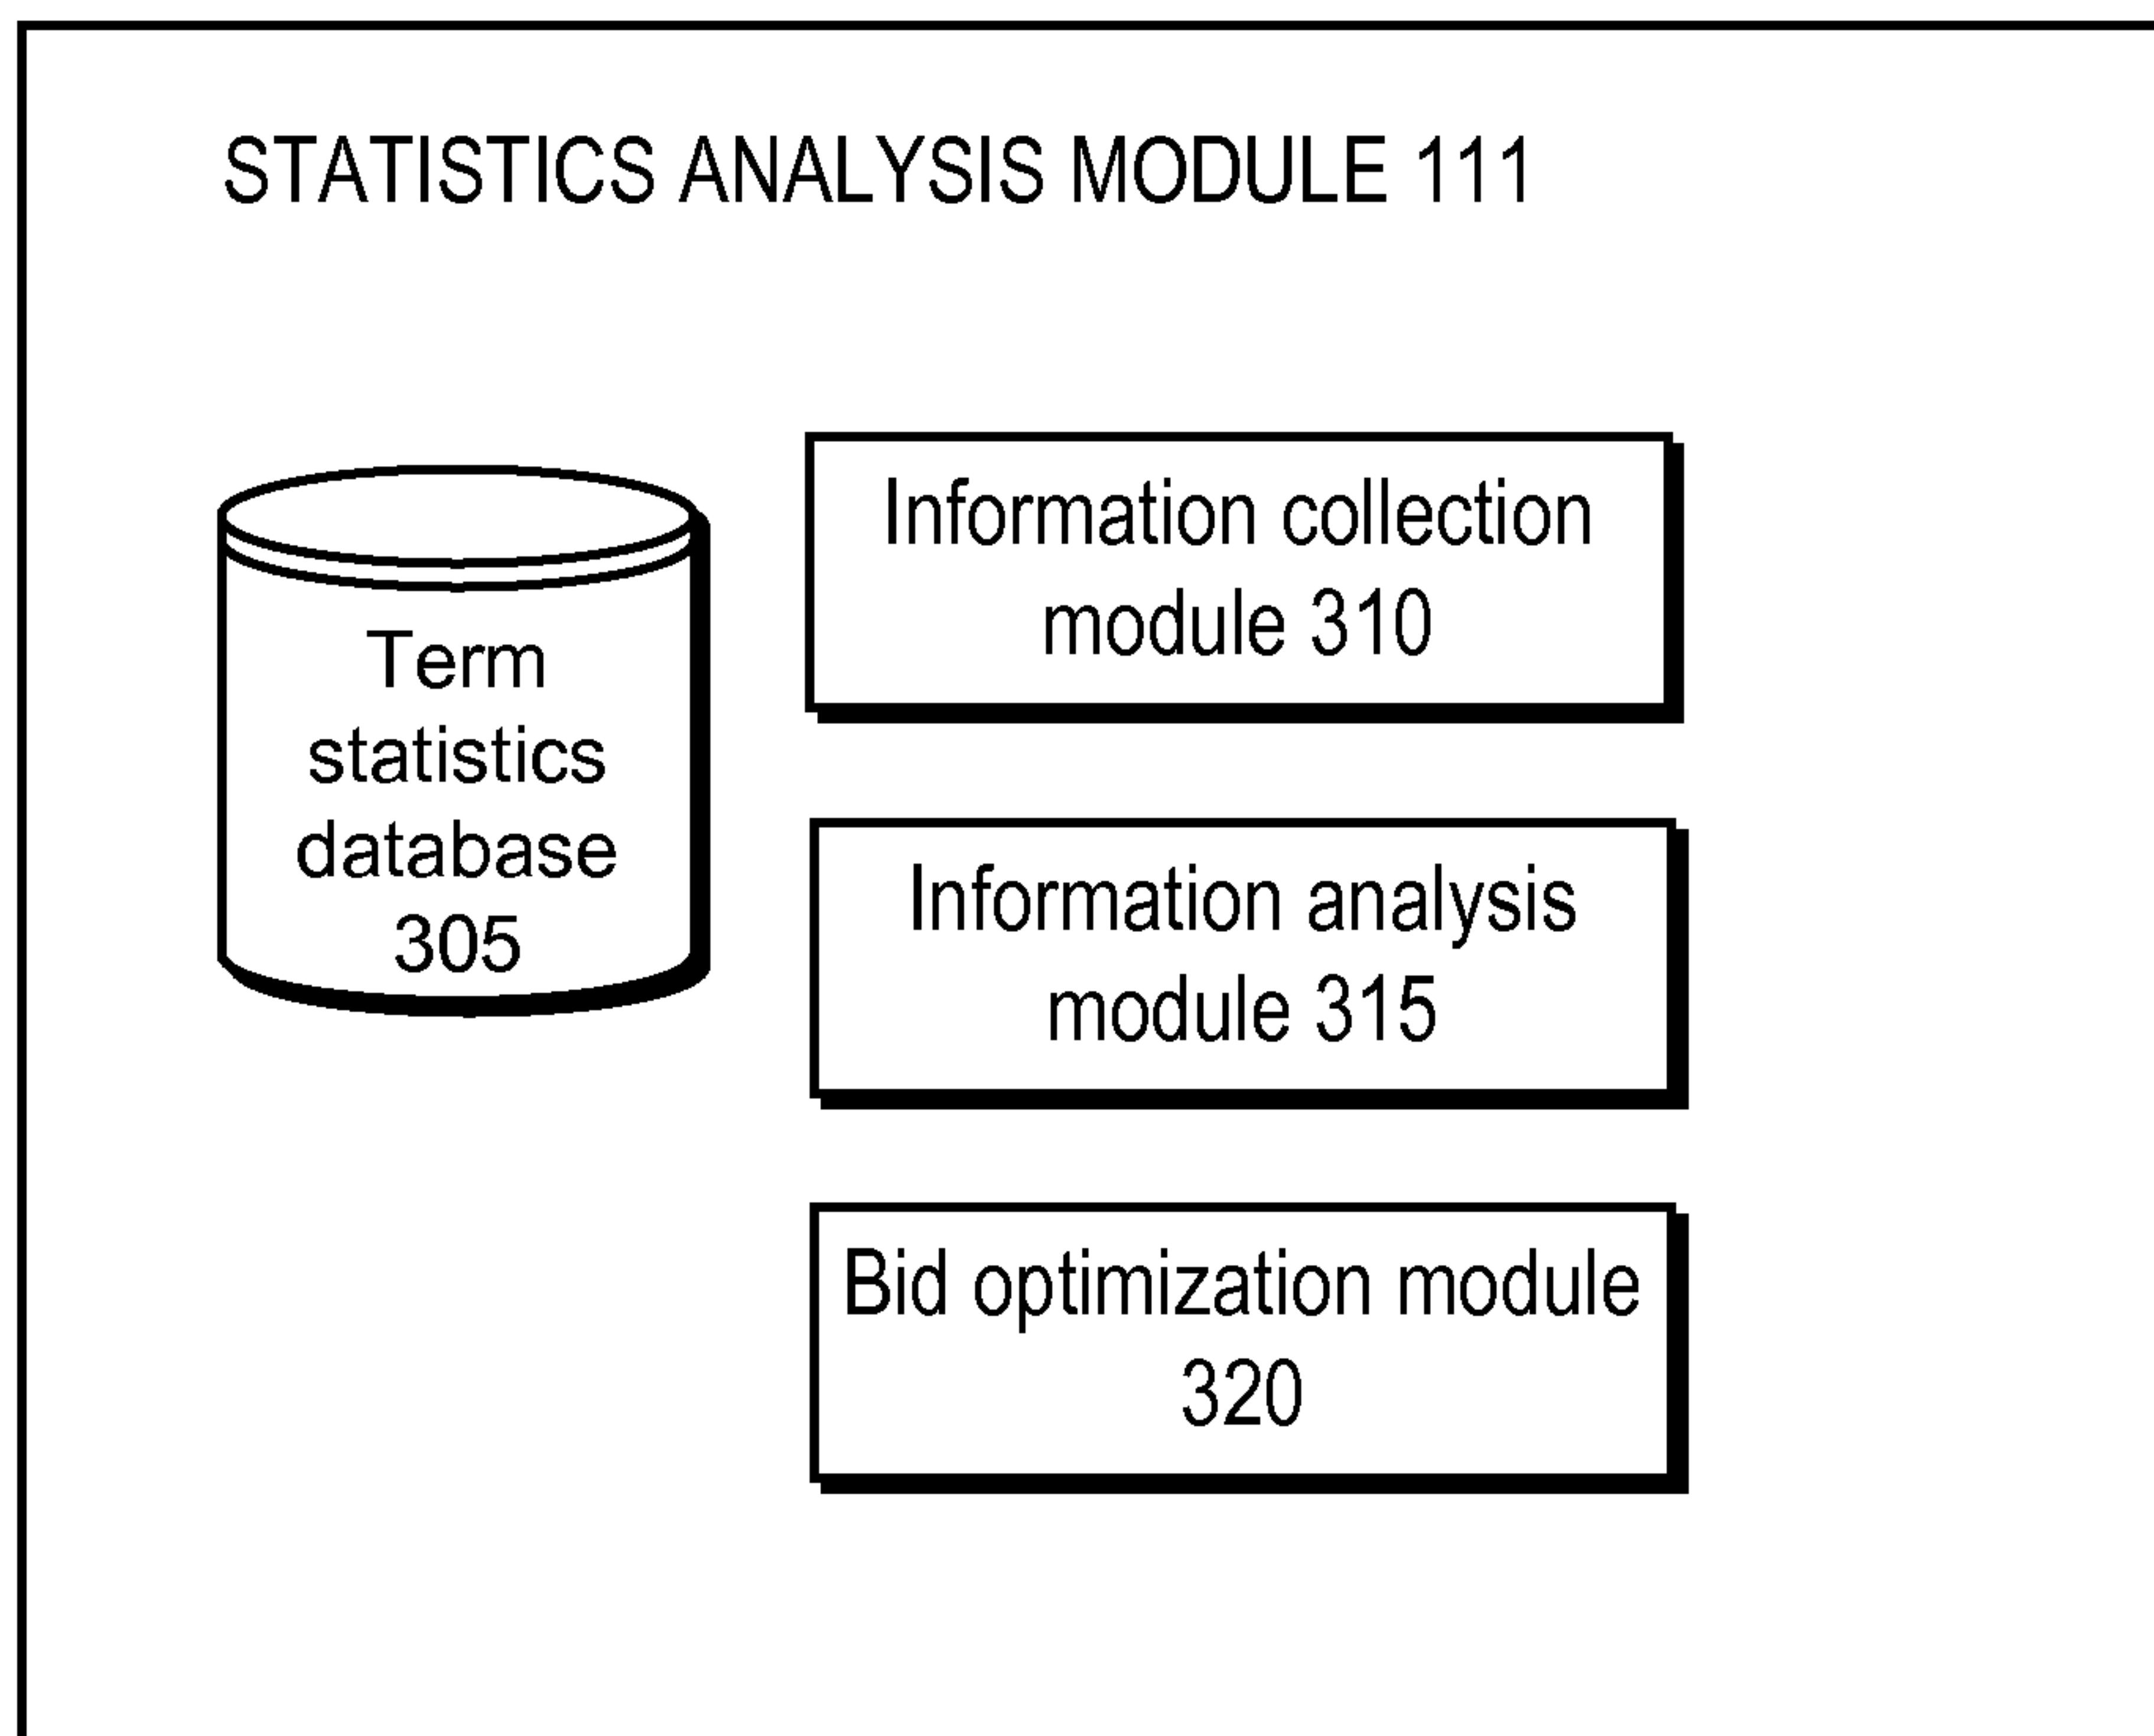 STATISTICS ANALYSIS MODULE 111
Term
statistics
database
305
Information collection
module 310
Information analysis
module 315
Bid optimization module
320